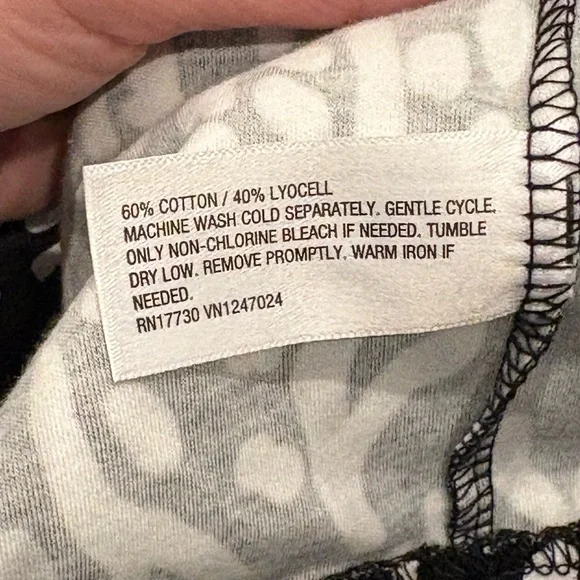 60% COTTON / 40% LYOCELL
MACHINE WASH COLD SEPARATELY. GENTLE CYCLE.
ONLY NON-CHLORINE BLEACH IF NEEDED. TUMBLE
DRY LOW. REMOVE PROMPTLY. WARM IRON IF
NEEDED.
RN17730 VN1247024